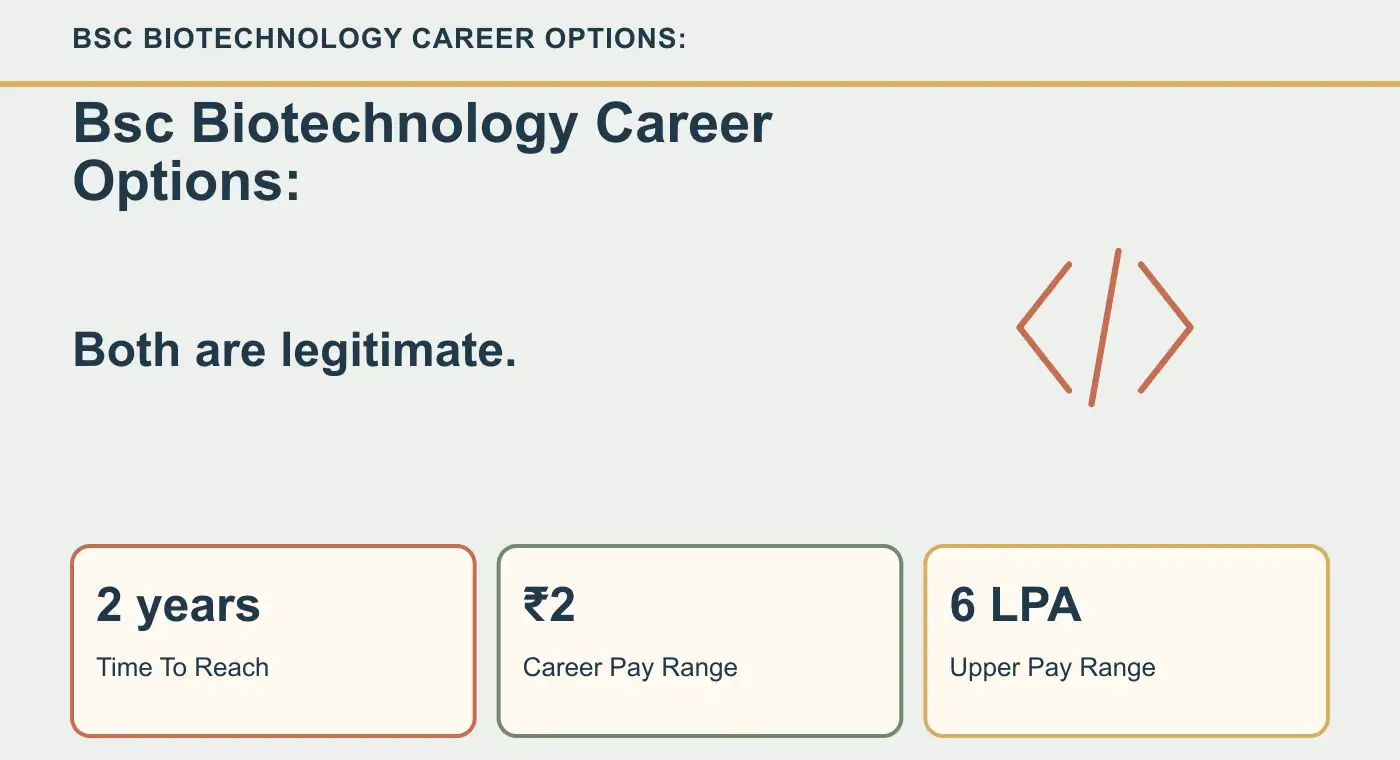 BSC BIOTECHNOLOGY CAREER OPTIONS:
Bsc Biotechnology Career
Options:
Both are legitimate.
2 years
Time To Reach
₹2
Career Pay Range
6 LPA
Upper Pay Range